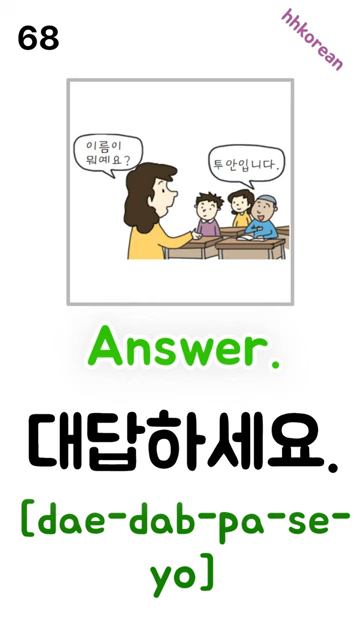 68
hhkorean
이름이
뭐예요?
투안입니다.
Answer.
대답하세요.
[dae-dab-pa-se-
yo]